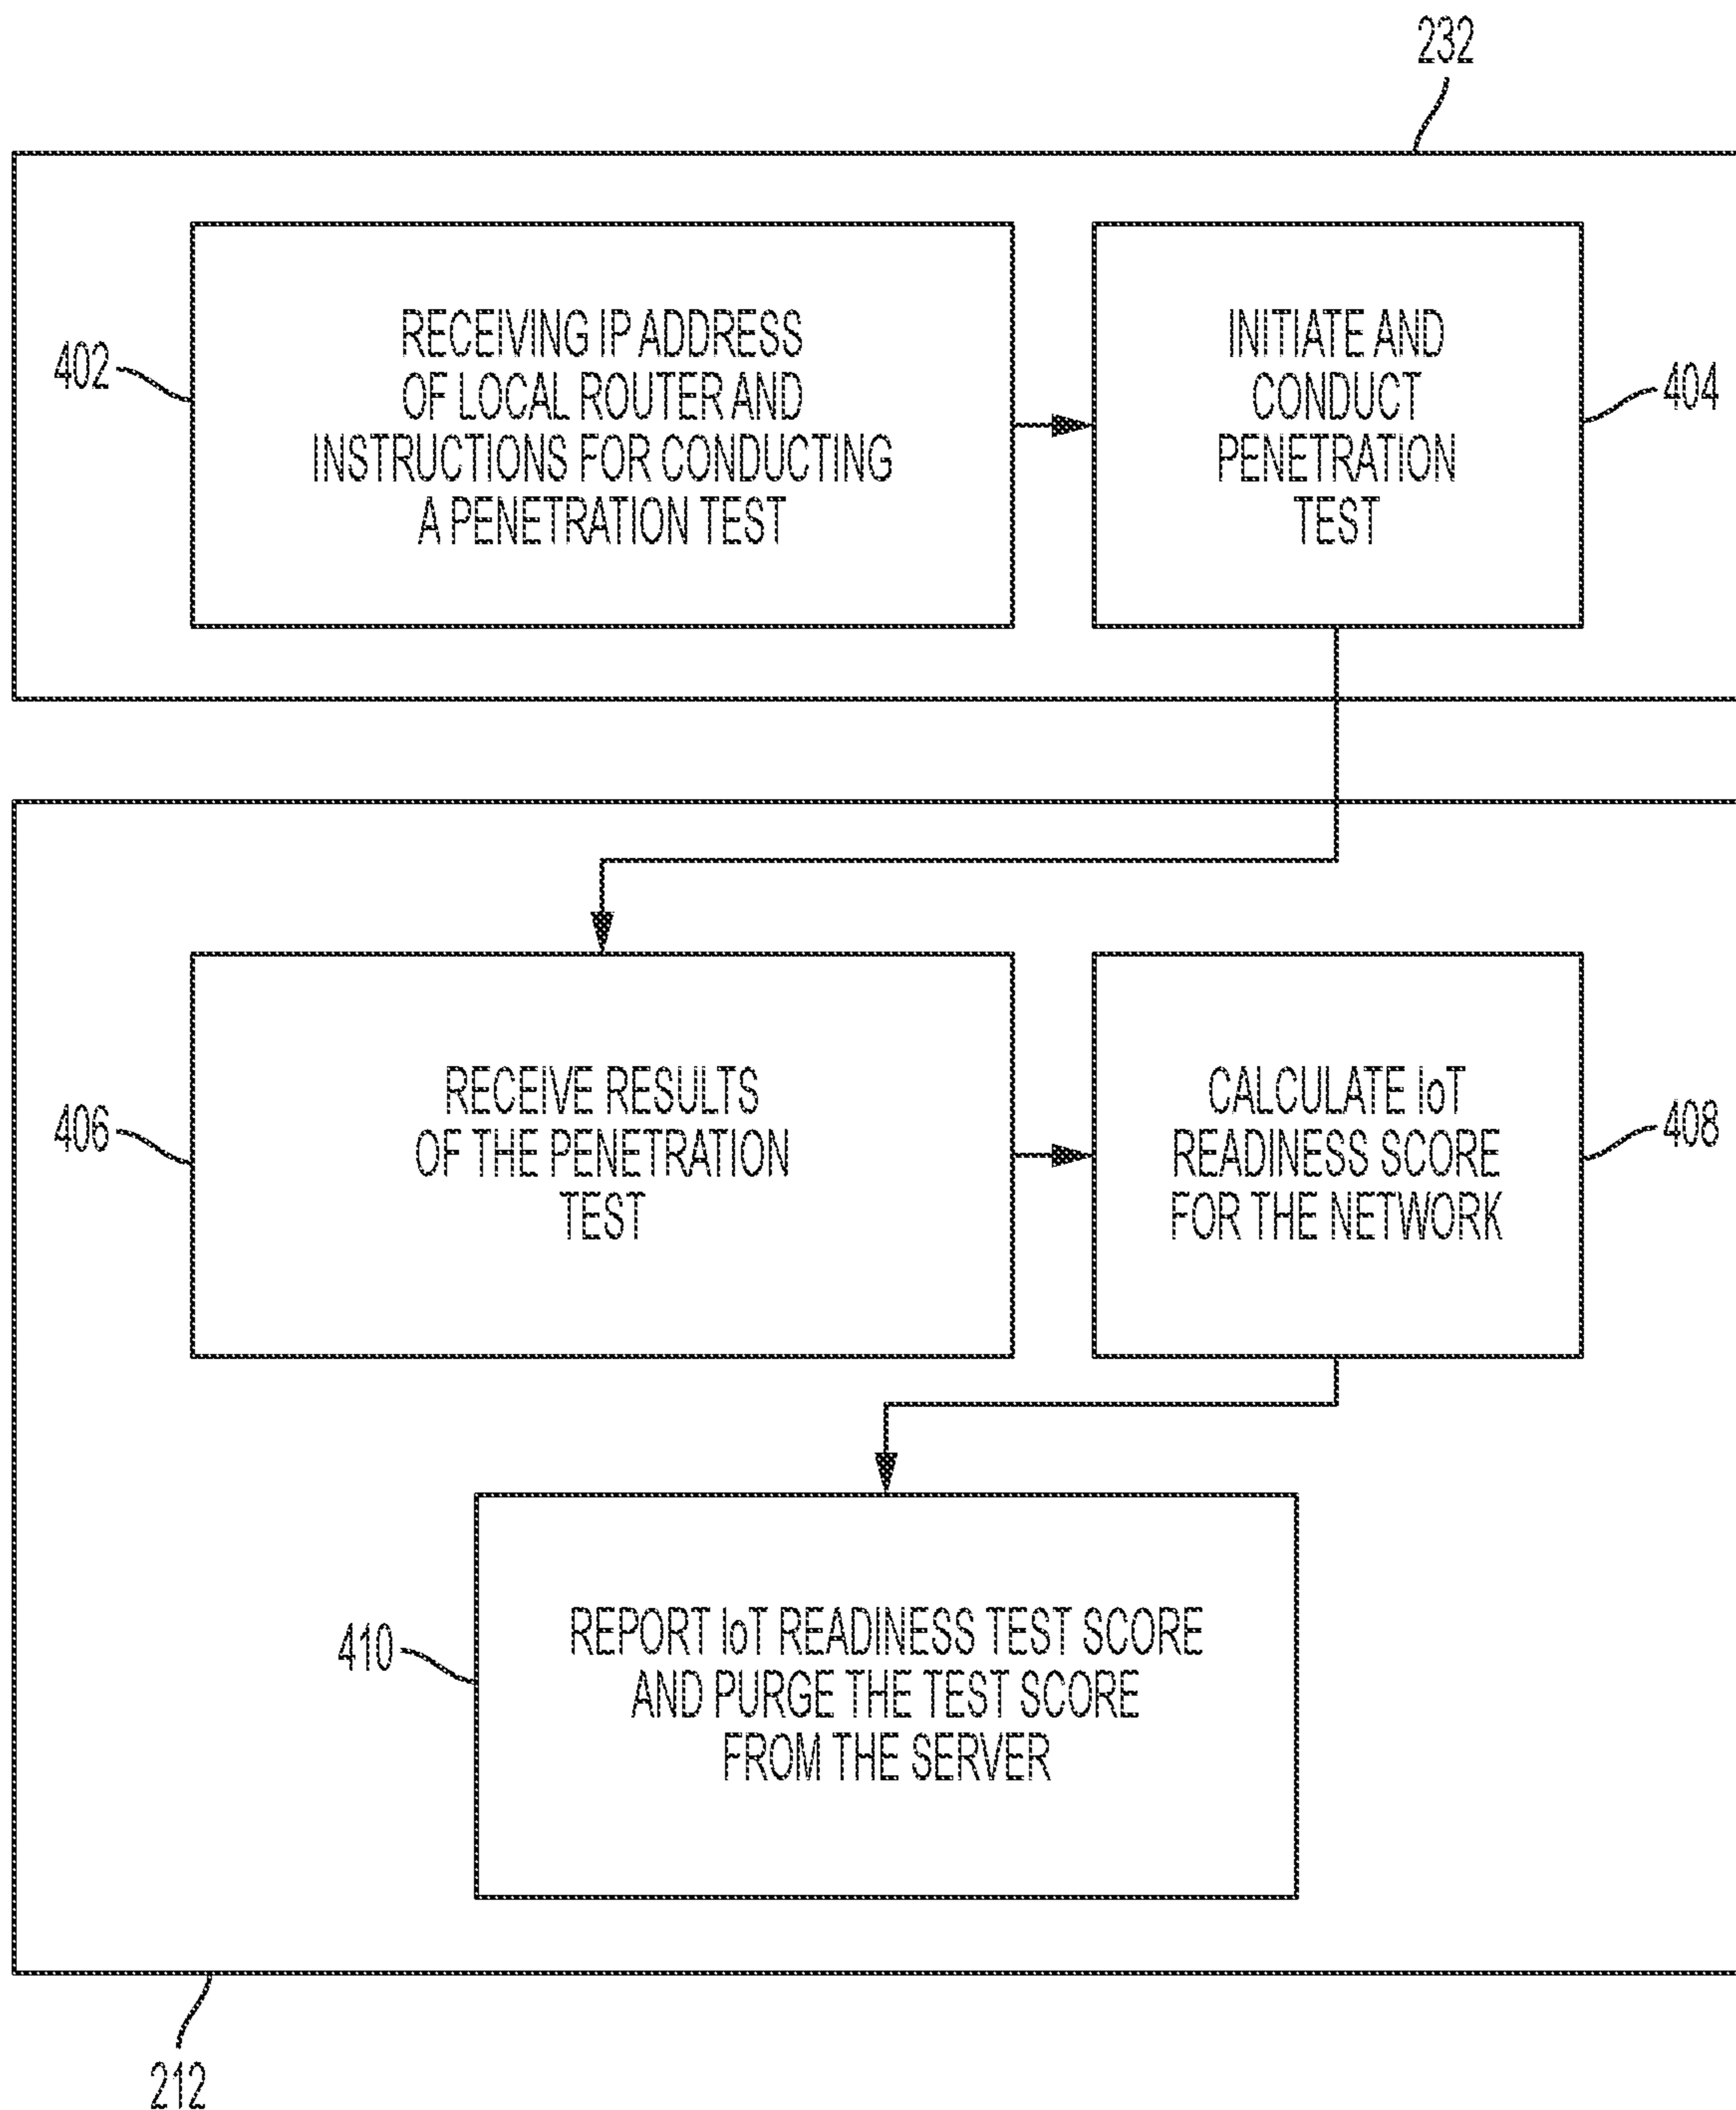 232
402
RECEIVING IP ADDRESS
OF LOCAL ROUTER AND
INSTRUCTIONS FOR CONDUCTING
A PENETRATION TEST
INITIATE AND
CONDUCT
PENETRATION
TEST
404
406
RECEIVE RESULTS
OF THE PENETRATION
TEST
CALCULATE IoT
READINESS SCORE
FOR THE NETWORK
408
410
REPORT IoT READINESS TEST SCORE
AND PURGE THE TEST SCORE
FROM THE SERVER
212